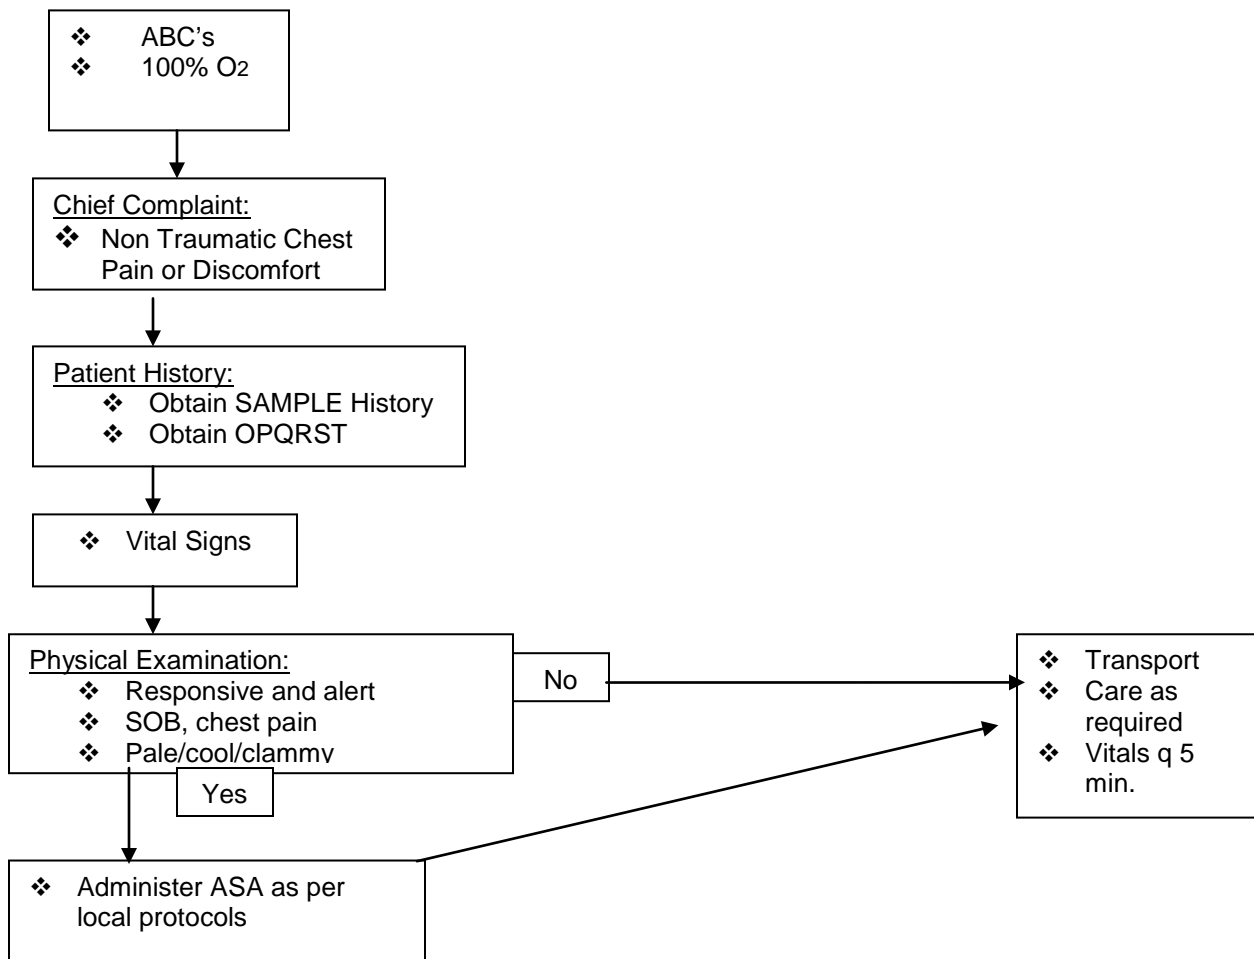 ❖ ABC’s
❖ 100% O2
Chief Complaint:
❖ Non Traumatic Chest
Pain or Discomfort
Patient History:
❖ Obtain SAMPLE History
❖ Obtain OPQRST
❖ Vital Signs
Physical Examination:
❖ Responsive and alert
❖ SOB, chest pain
❖ Pale/cool/clammy
No
Yes
❖ Transport
❖ Care as
required
❖ Vitals q 5
min.
❖ Administer ASA as per
local protocols